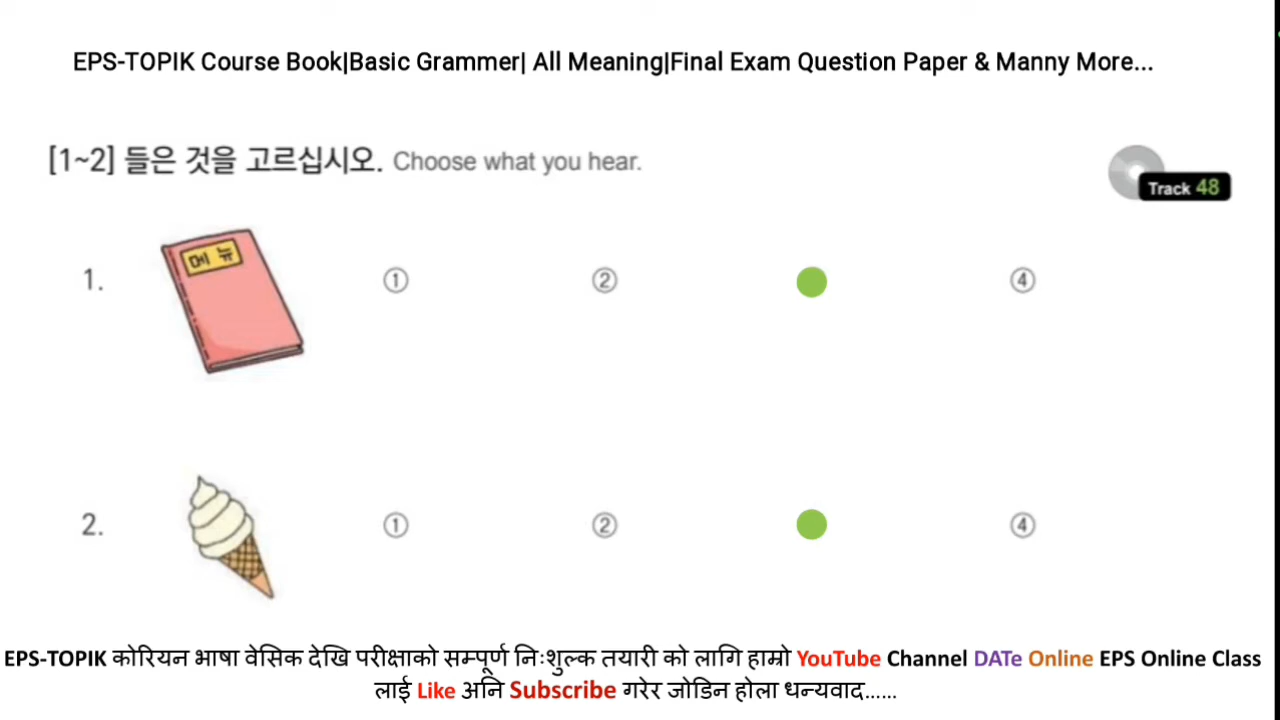 EPS-TOPIK Course Book|Basic Grammer| All Meaning|Final Exam Question Paper & Manny More...
[1~2] 들은 것을 고르십시오. Choose what you hear.
Track 48
메뉴
1. ① ② ④
2. ① ② ④
EPS-TOPIK कोरियन भाषा वेसिक देखि परीक्षाको सम्पूर्ण निःशुल्क तयारी को लागि हाम्रो YouTube Channel DATe Online EPS Online Class
लाई Like अनि Subscribe गरेर जोडिन होला धन्यवाद......